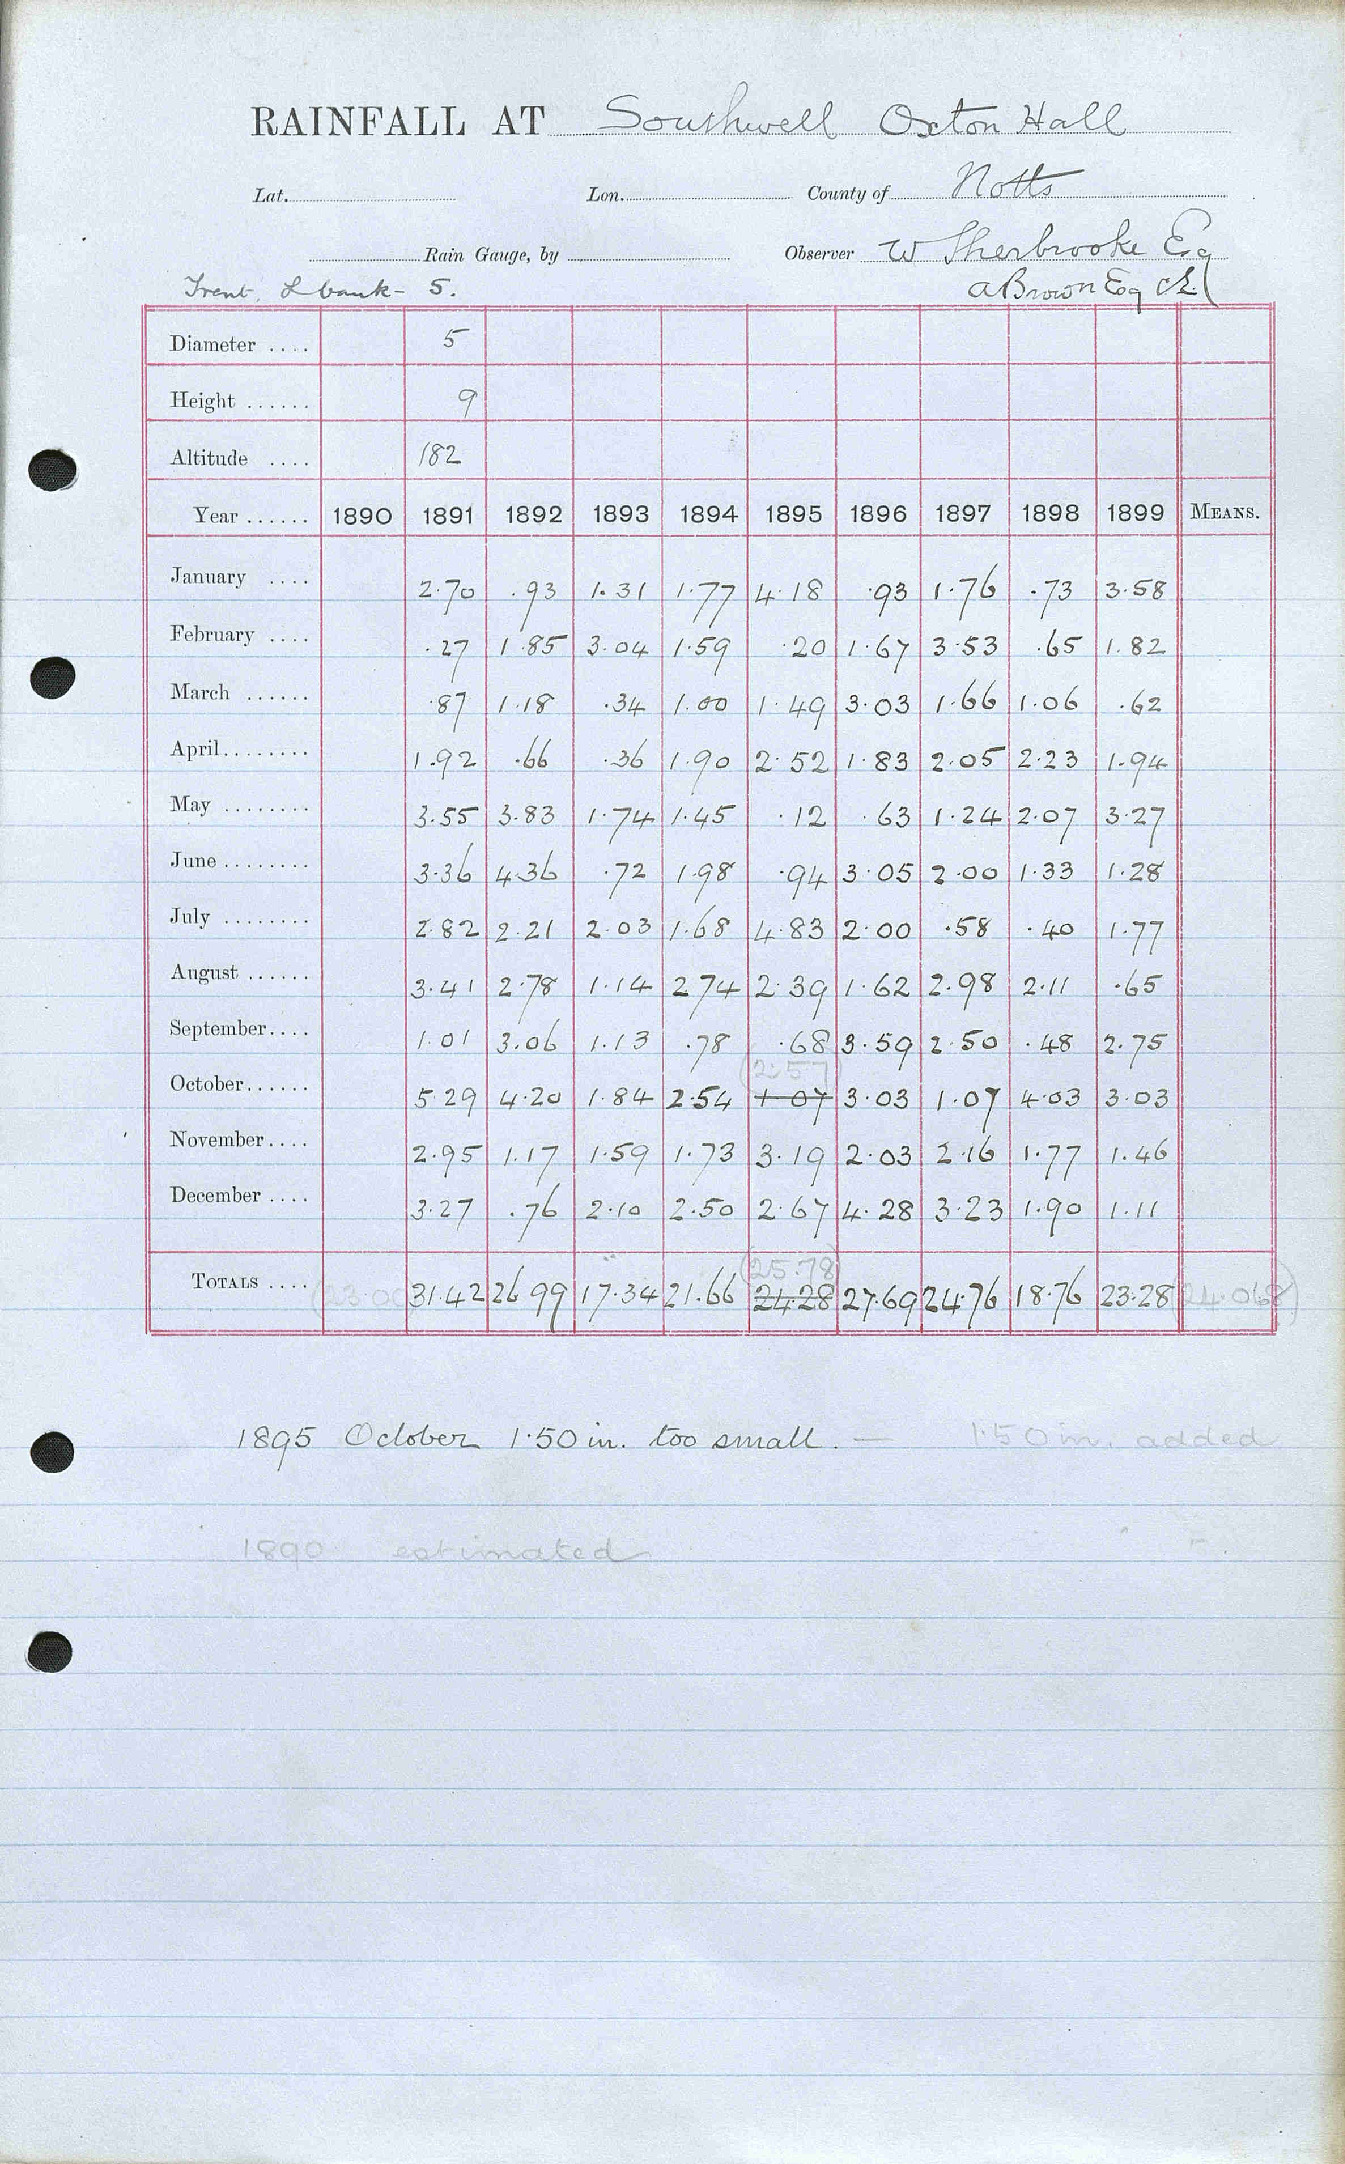 RAINFALL AT Southwell Oxton Hall
Lat. Lon. County of Notts
Rain Gauge, by Observer W Sherbrooke Esq
Trent, L bank - 5. A Brown Esq CE
Diameter .... 5
Height ...... 9
Altitude .... 182
Year ...... 1890 1891 1892 1893 1894 1895 1896 1897 1898 1899 MEANS.
January .... 2.70 .93 1.31 1.77 4.18 .93 1.76 .73 3.58
February .... .27 1.85 3.04 1.59 .20 1.67 3.53 .65 1.82
March ...... .87 1.18 .34 1.00 1.49 3.03 1.66 1.06 .62
April........ 1.92 .66 .36 1.90 2.52 1.83 2.05 2.23 1.94
May ........ 3.55 3.83 1.74 1.45 .12 .63 1.24 2.07 3.27
June ........ 3.36 4.36 .72 1.98 .94 3.05 2.00 1.33 1.28
July ........ 2.82 2.21 2.03 1.68 4.83 2.00 .58 .40 1.77
August ...... 3.41 2.78 1.14 2.74 2.39 1.62 2.98 2.11 .65
September.... 1.01 3.06 1.13 .78 .68 3.59 2.50 .48 2.75
(2.57)
October...... 5.29 4.20 1.84 2.54 1.07 3.03 1.07 4.03 3.03
November.... 2.95 1.17 1.59 1.73 3.19 2.03 2.16 1.77 1.46
December .... 3.27 .76 2.10 2.50 2.67 4.28 3.23 1.90 1.11
(25.78)
TOTALS .... (23.00) 31.42 26.99 17.34 21.66 24.28 27.69 24.76 18.76 23.28 (24.068)
1895 October 1.50 in. too small. — 1.50 in. added
1890 estimated